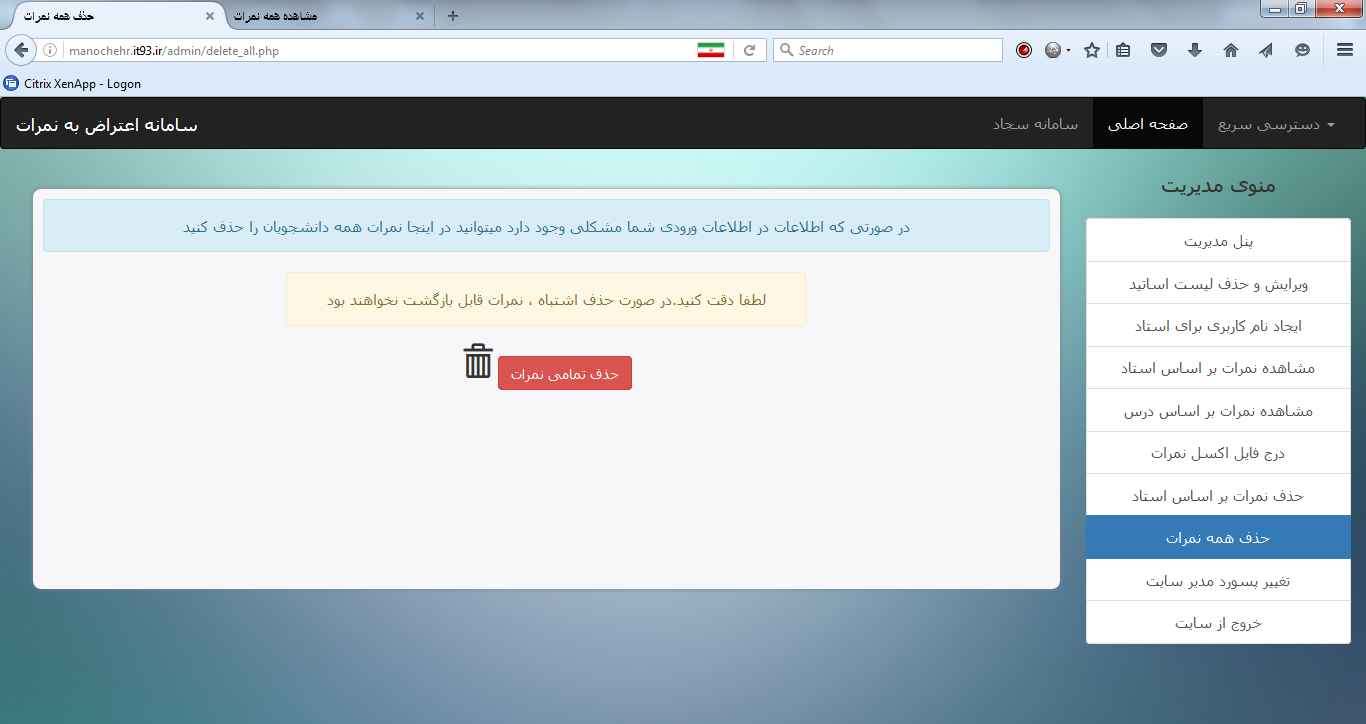 حذف همه نمرات
مشاهده همه نمرات
manochehr.it93.ir/admin/delete_all.php
Search
Citrix XenApp - Logon
دسترسی سریع
صفحه اصلی
سامانه سجاد
سامانه اعتراض به نمرات
منوی مدیریت
پنل مدیریت
ویرایش و حذف لیست اساتید
ایجاد نام کاربری برای استاد
مشاهده نمرات بر اساس استاد
مشاهده نمرات بر اساس درس
درج فایل اکسل نمرات
حذف نمرات بر اساس استاد
حذف همه نمرات
تغییر پسورد مدیر سایت
خروج از سایت
در صورتی که اطلاعات در اطلاعات ورودی شما مشکلی وجود دارد میتوانید در اینجا نمرات همه دانشجویان را حذف کنید
لطفا دقت کنید.در صورت حذف اشتباه ، نمرات قابل بازگشت نخواهند بود
حذف تمامی نمرات